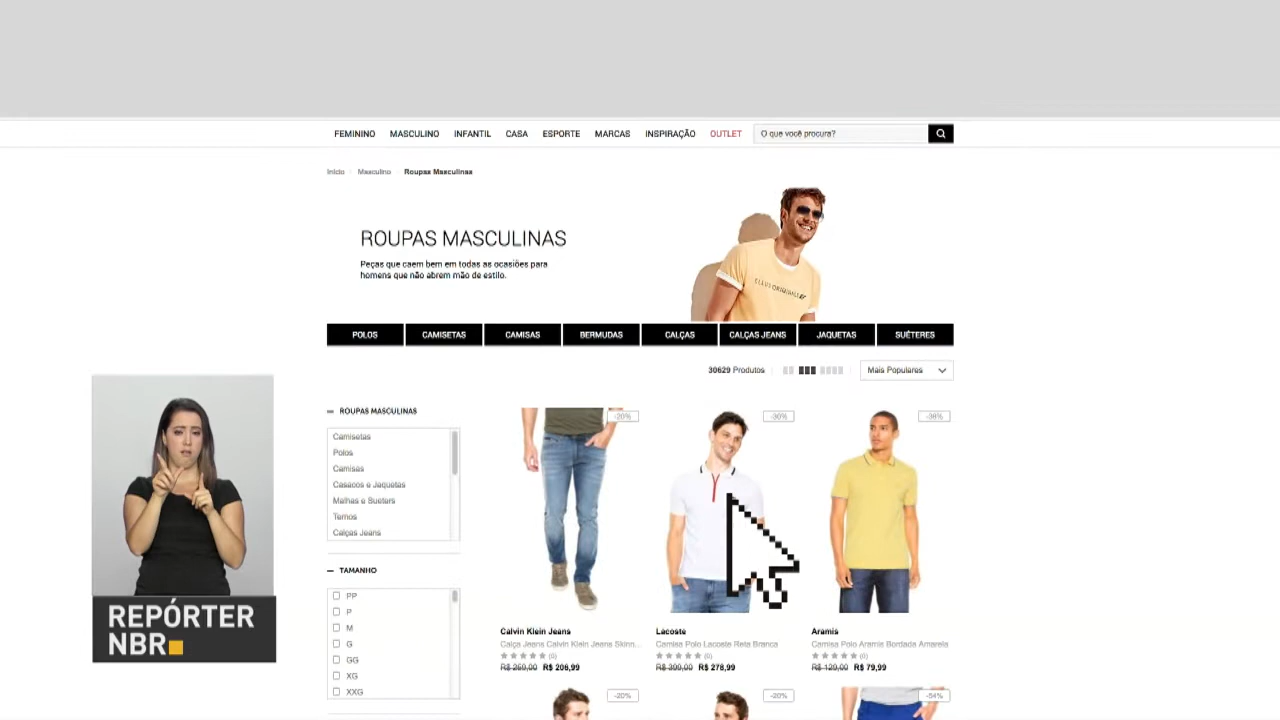 FEMININO MASCULINO INFANTIL CASA ESPORTE MARCAS INSPIRAÇÃO OUTLET O que você procura?
Início Masculino Roupas Masculinas
ROUPAS MASCULINAS
Peças que caem bem em todas as ocasiões para
homens que não abrem mão de estilo.
POLOS CAMISETAS CAMISAS BERMUDAS CALÇAS CALÇAS JEANS JAQUETAS SUÉTERES
30629 Produtos Mais Populares
ROUPAS MASCULINAS
Camisetas
Polos
Camisas
Casacos e Jaquetas
Malhas e Sueters
Ternos
Calças Jeans
TAMANHO
PP
P
M
G
GG
XG
XXG
-20%
Calvin Klein Jeans
Calça Jeans Calvin Klein Jeans Skinn...
(0)
R$ 259,00 R$ 206,99
-30%
Lacoste
Camisa Polo Lacoste Reta Branca
(0)
R$ 399,00 R$ 278,99
-38%
Aramis
Camisa Polo Aramis Bordada Amarela
(0)
R$ 129,00 R$ 79,99
-20% -20% -54%
REPÓRTER
NBR